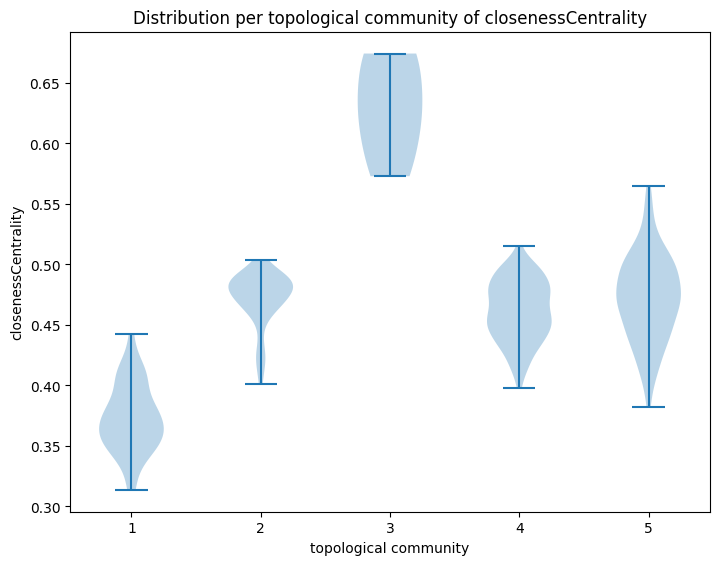 Distribution per topological community of closenessCentrality
closenessCentrality
0.65
0.60
0.55
0.50
0.45
0.40
0.35
0.30
1 2 3 4 5
topological community